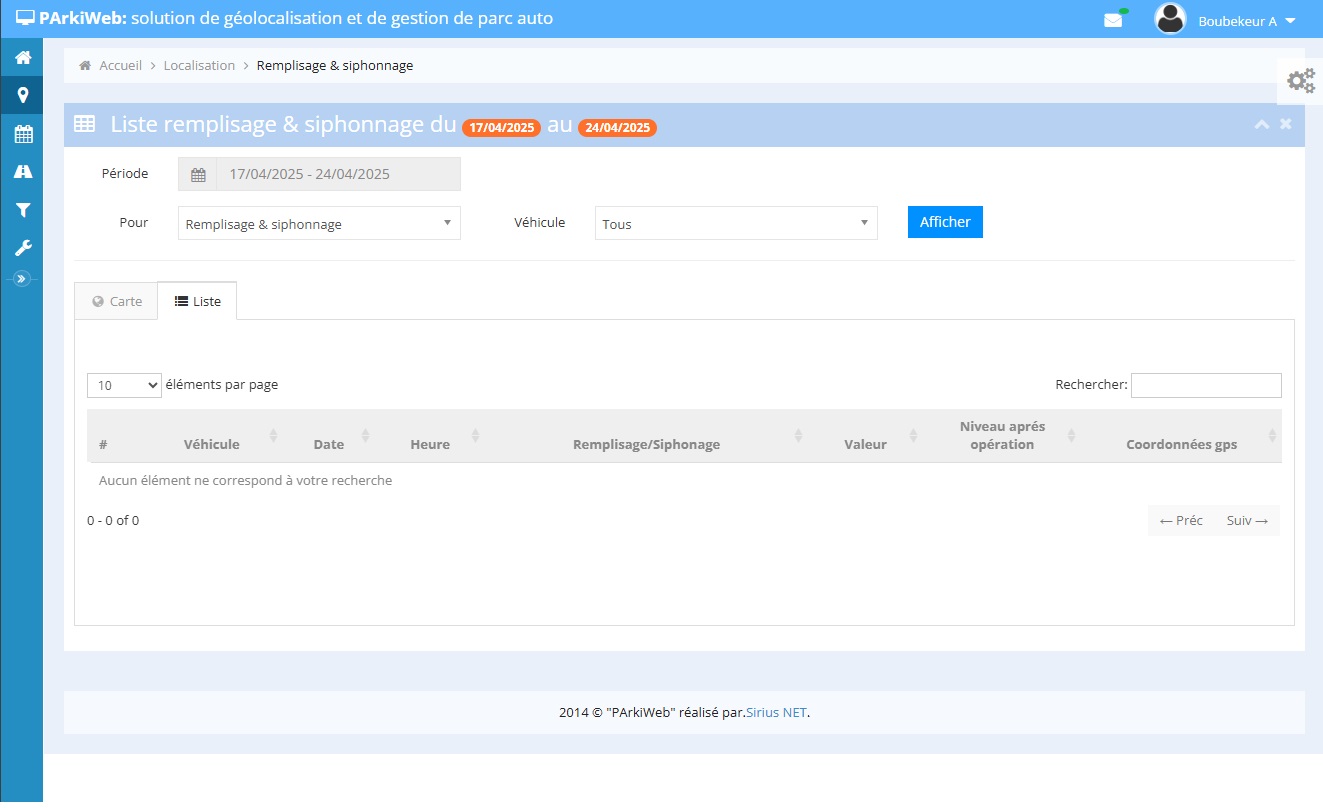 PArkiWeb: solution de géolocalisation et de gestion de parc auto
Boubekeur A
Accueil > Localisation > Remplisage & siphonnage
Liste remplisage & siphonnage du 17/04/2025 au 24/04/2025
Période 17/04/2025 - 24/04/2025
Pour Remplisage & siphonnage Véhicule Tous Afficher
Carte Liste
10 éléments par page Rechercher:
# Véhicule Date Heure Remplisage/Siphonage Valeur Niveau aprés opération Coordonnées gps
Aucun élément ne correspond à votre recherche
0 - 0 of 0 ← Préc Suiv →
2014 © "PArkiWeb" réalisé par.Sirius NET.